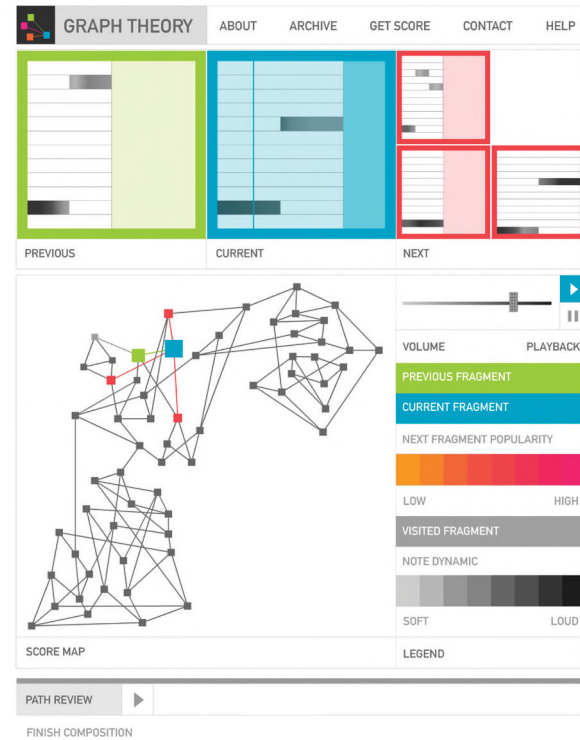 GRAPH THEORY
ABOUT
ARCHIVE
GET SCORE
CONTACT
HELP
PREVIOUS
CURRENT
NEXT
VOLUME
PLAYBACK
PREVIOUS FRAGMENT
CURRENT FRAGMENT
NEXT FRAGMENT POPULARITY
LOW
HIGH
VISITED FRAGMENT
NOTE DYNAMIC
SOFT
LOUD
SCORE MAP
LEGEND
PATH REVIEW
FINISH COMPOSITION